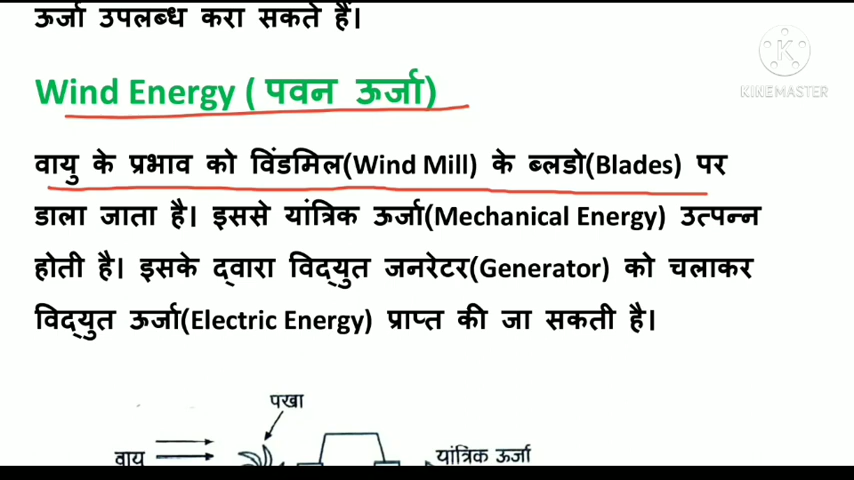 ऊर्जा उपलब्ध करा सकते हैं।
K
KINEMASTER
Wind Energy ( पवन ऊर्जा)
वायु के प्रभाव को विंडमिल(Wind Mill) के ब्लडो(Blades) पर
डाला जाता है। इससे यांत्रिक ऊर्जा(Mechanical Energy) उत्पन्न
होती है। इसके द्वारा विद्युत जनरेटर(Generator) को चलाकर
विद्युत ऊर्जा(Electric Energy) प्राप्त की जा सकती है।
पखा
वायु
यांत्रिक ऊर्जा